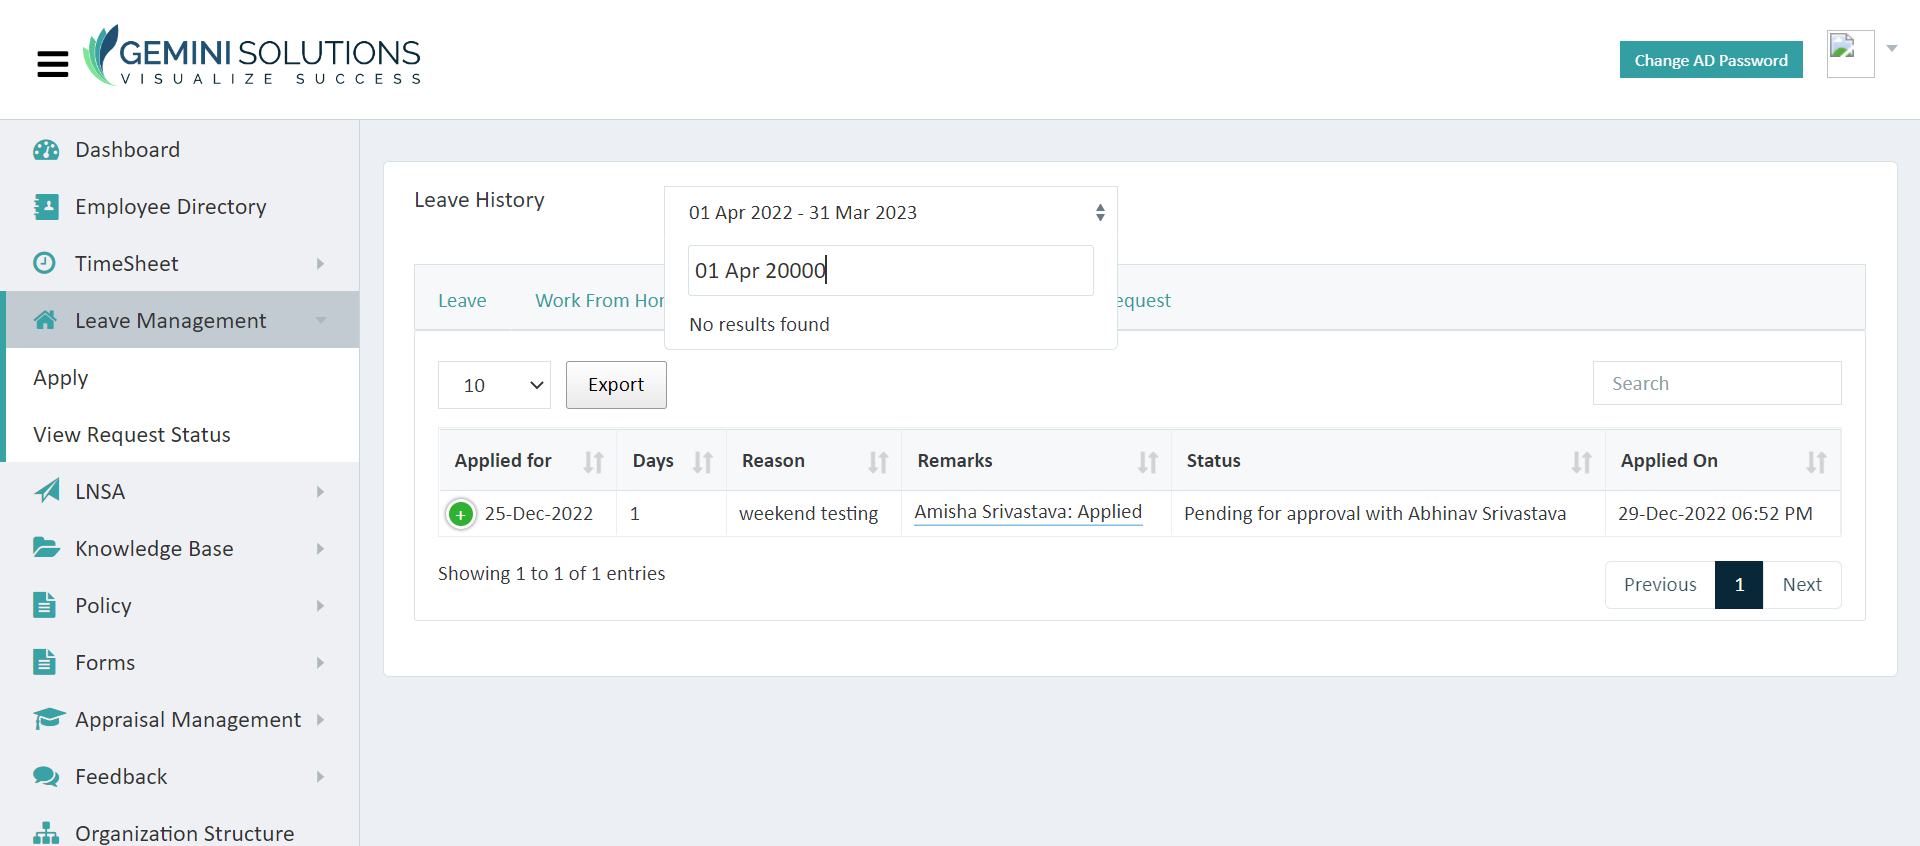 GEMINI SOLUTIONS
VISUALIZE SUCCESS
Change AD Password
Dashboard
Employee Directory
TimeSheet
Leave Management
Apply
View Request Status
LNSA
Knowledge Base
Policy
Forms
Appraisal Management
Feedback
Organization Structure
Leave History
01 Apr 2022 - 31 Mar 2023
01 Apr 20000
No results found
Leave Work From Hor equest
10 Export Search
Applied for Days Reason Remarks Status Applied On
25-Dec-2022 1 weekend testing Amisha Srivastava: Applied Pending for approval with Abhinav Srivastava 29-Dec-2022 06:52 PM
Showing 1 to 1 of 1 entries
Previous 1 Next